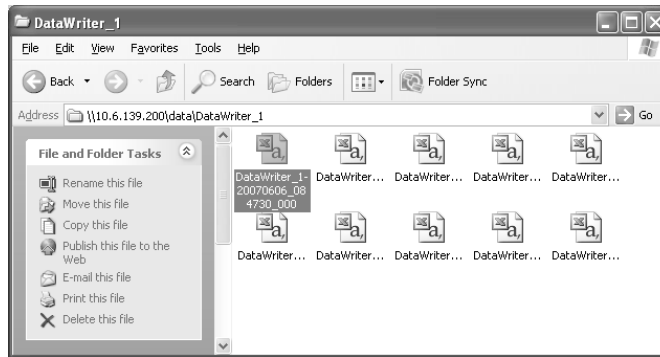 DataWriter_1
File Edit View Favorites Tools Help
Back Search Folders Folder Sync
Address \\10.6.139.200\data\DataWriter_1 Go
File and Folder Tasks
Rename this file
Move this file
Copy this file
Publish this file to the
Web
E-mail this file
Print this file
Delete this file
DataWriter_1-
20070606_08
4730_000
DataWriter... DataWriter... DataWriter... DataWriter...
DataWriter... DataWriter... DataWriter... DataWriter... DataWriter...